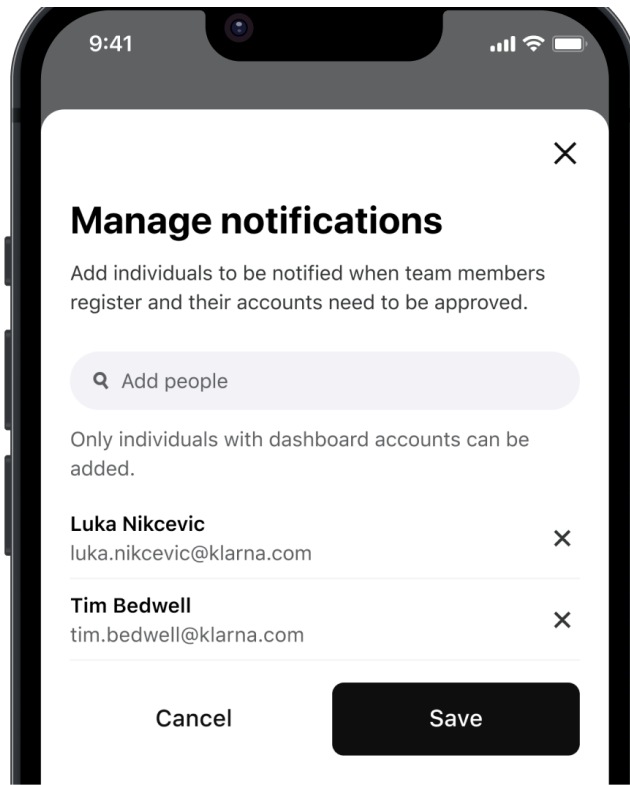 9:41
Manage notifications
Add individuals to be notified when team members
register and their accounts need to be approved.
Add people
Only individuals with dashboard accounts can be
added.
Luka Nikcevic
luka.nikcevic@klarna.com
Tim Bedwell
tim.bedwell@klarna.com
Cancel
Save